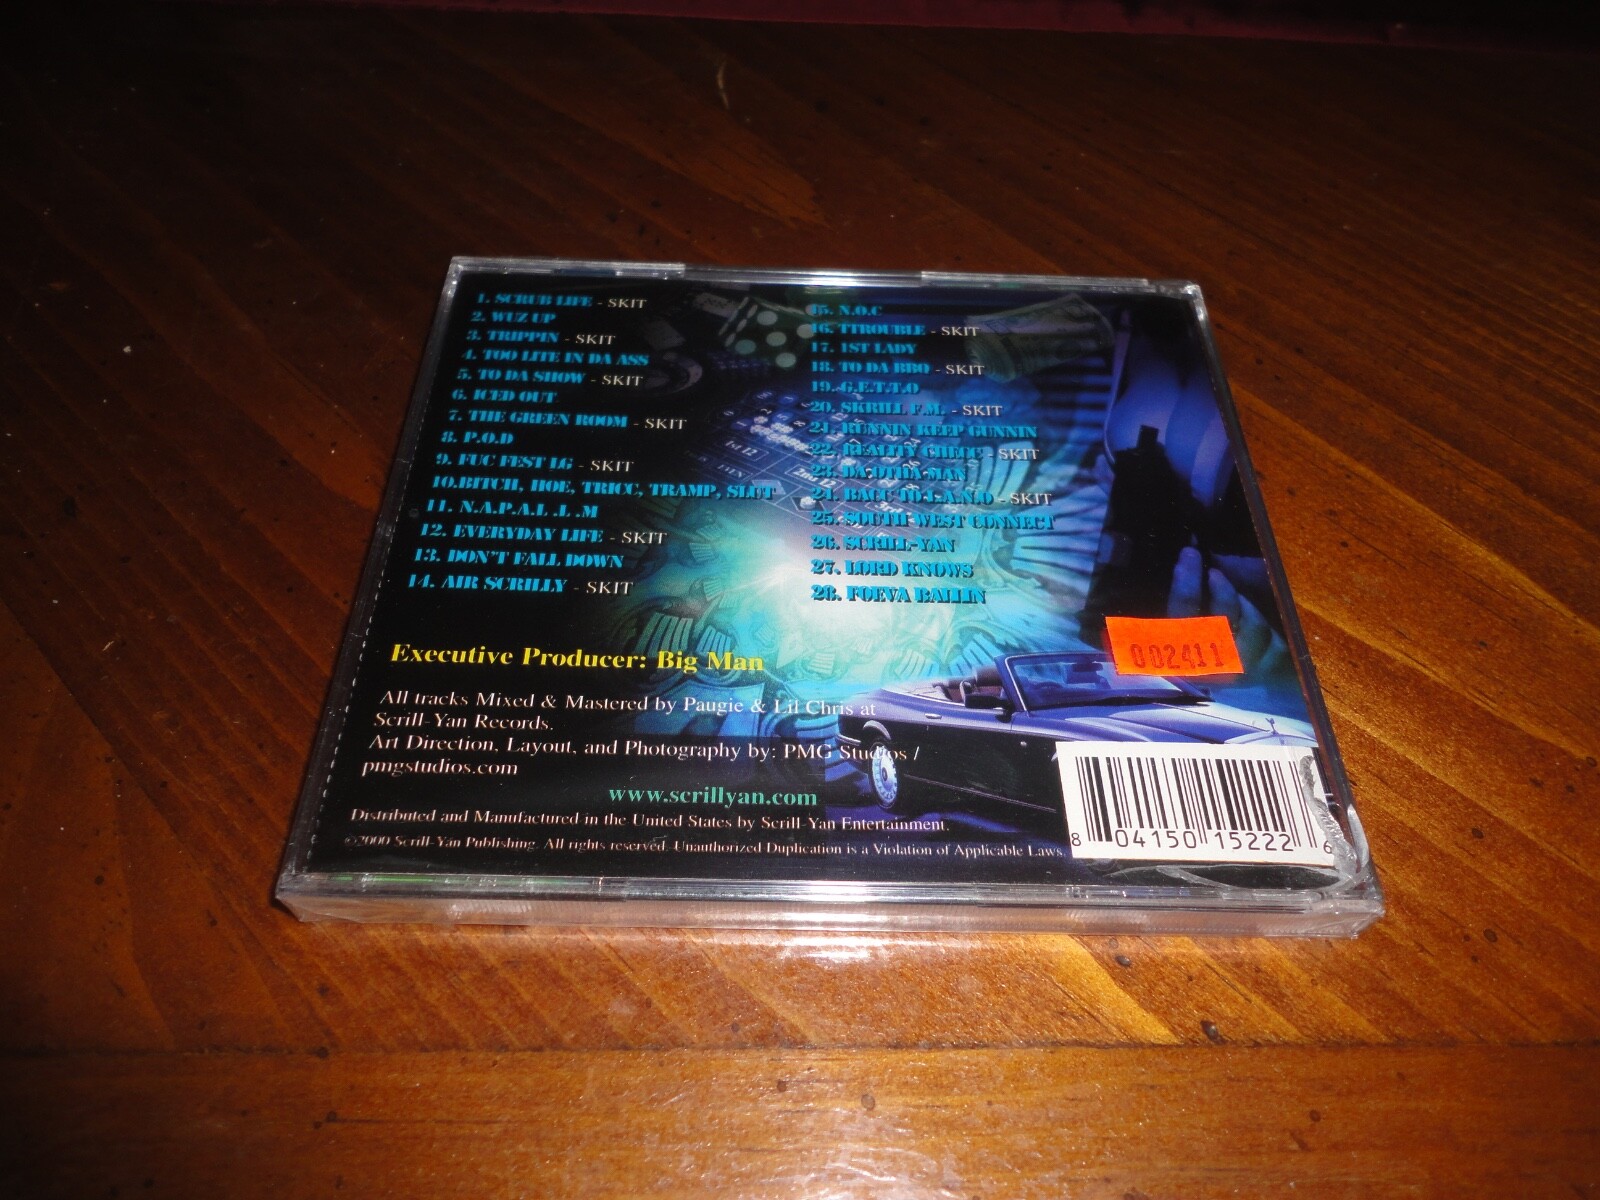 1. SCRUB LIFE - SKIT
2. WUZ UP
3. TRIPPIN - SKIT
4. TOO LITE IN DA ASS
5. TO DA SHOW - SKIT
6. ICED OUT
7. THE GREEN ROOM - SKIT
8. P.O.D
9. FUC FEST LG - SKIT
10.BITCH, HOE, TRICC, TRAMP, SLUT
11. N.A.P.A.L .L .M
12. EVERYDAY LIFE - SKIT
13. DON'T FALL DOWN
14. AIR SCRILLY - SKIT
15. N.O.C
16. TTROUBLE - SKIT
17. 1ST LADY
18. TO DA BBQ - SKIT
19. G.E.T.T.O
20. SKRILL F.M. - SKIT
21. RUNNIN KEEP GUNNIN
22. REALITY CHECC - SKIT
23. DA OTHA MAN
24. BACC TO L.A.N.D - SKIT
25. SOUTH WEST CONNECT
26. SCRILL-YAN
27. LORD KNOWS
28. FOEVA BALLIN
Executive Producer: Big Man
All tracks Mixed & Mastered by Paugie & Lil Chris at
Scrill-Yan Records.
Art Direction, Layout, and Photography by: PMG Studios /
pmgstudios.com
www.scrillyan.com
Distributed and Manufactured in the United States by Scrill-Yan Entertainment.
©2000 Scrill-Yan Publishing. All rights reserved. Unauthorized Duplication is a Violation of Applicable Laws.
002411
8 04150 15222 6
1st 12
2nd 12